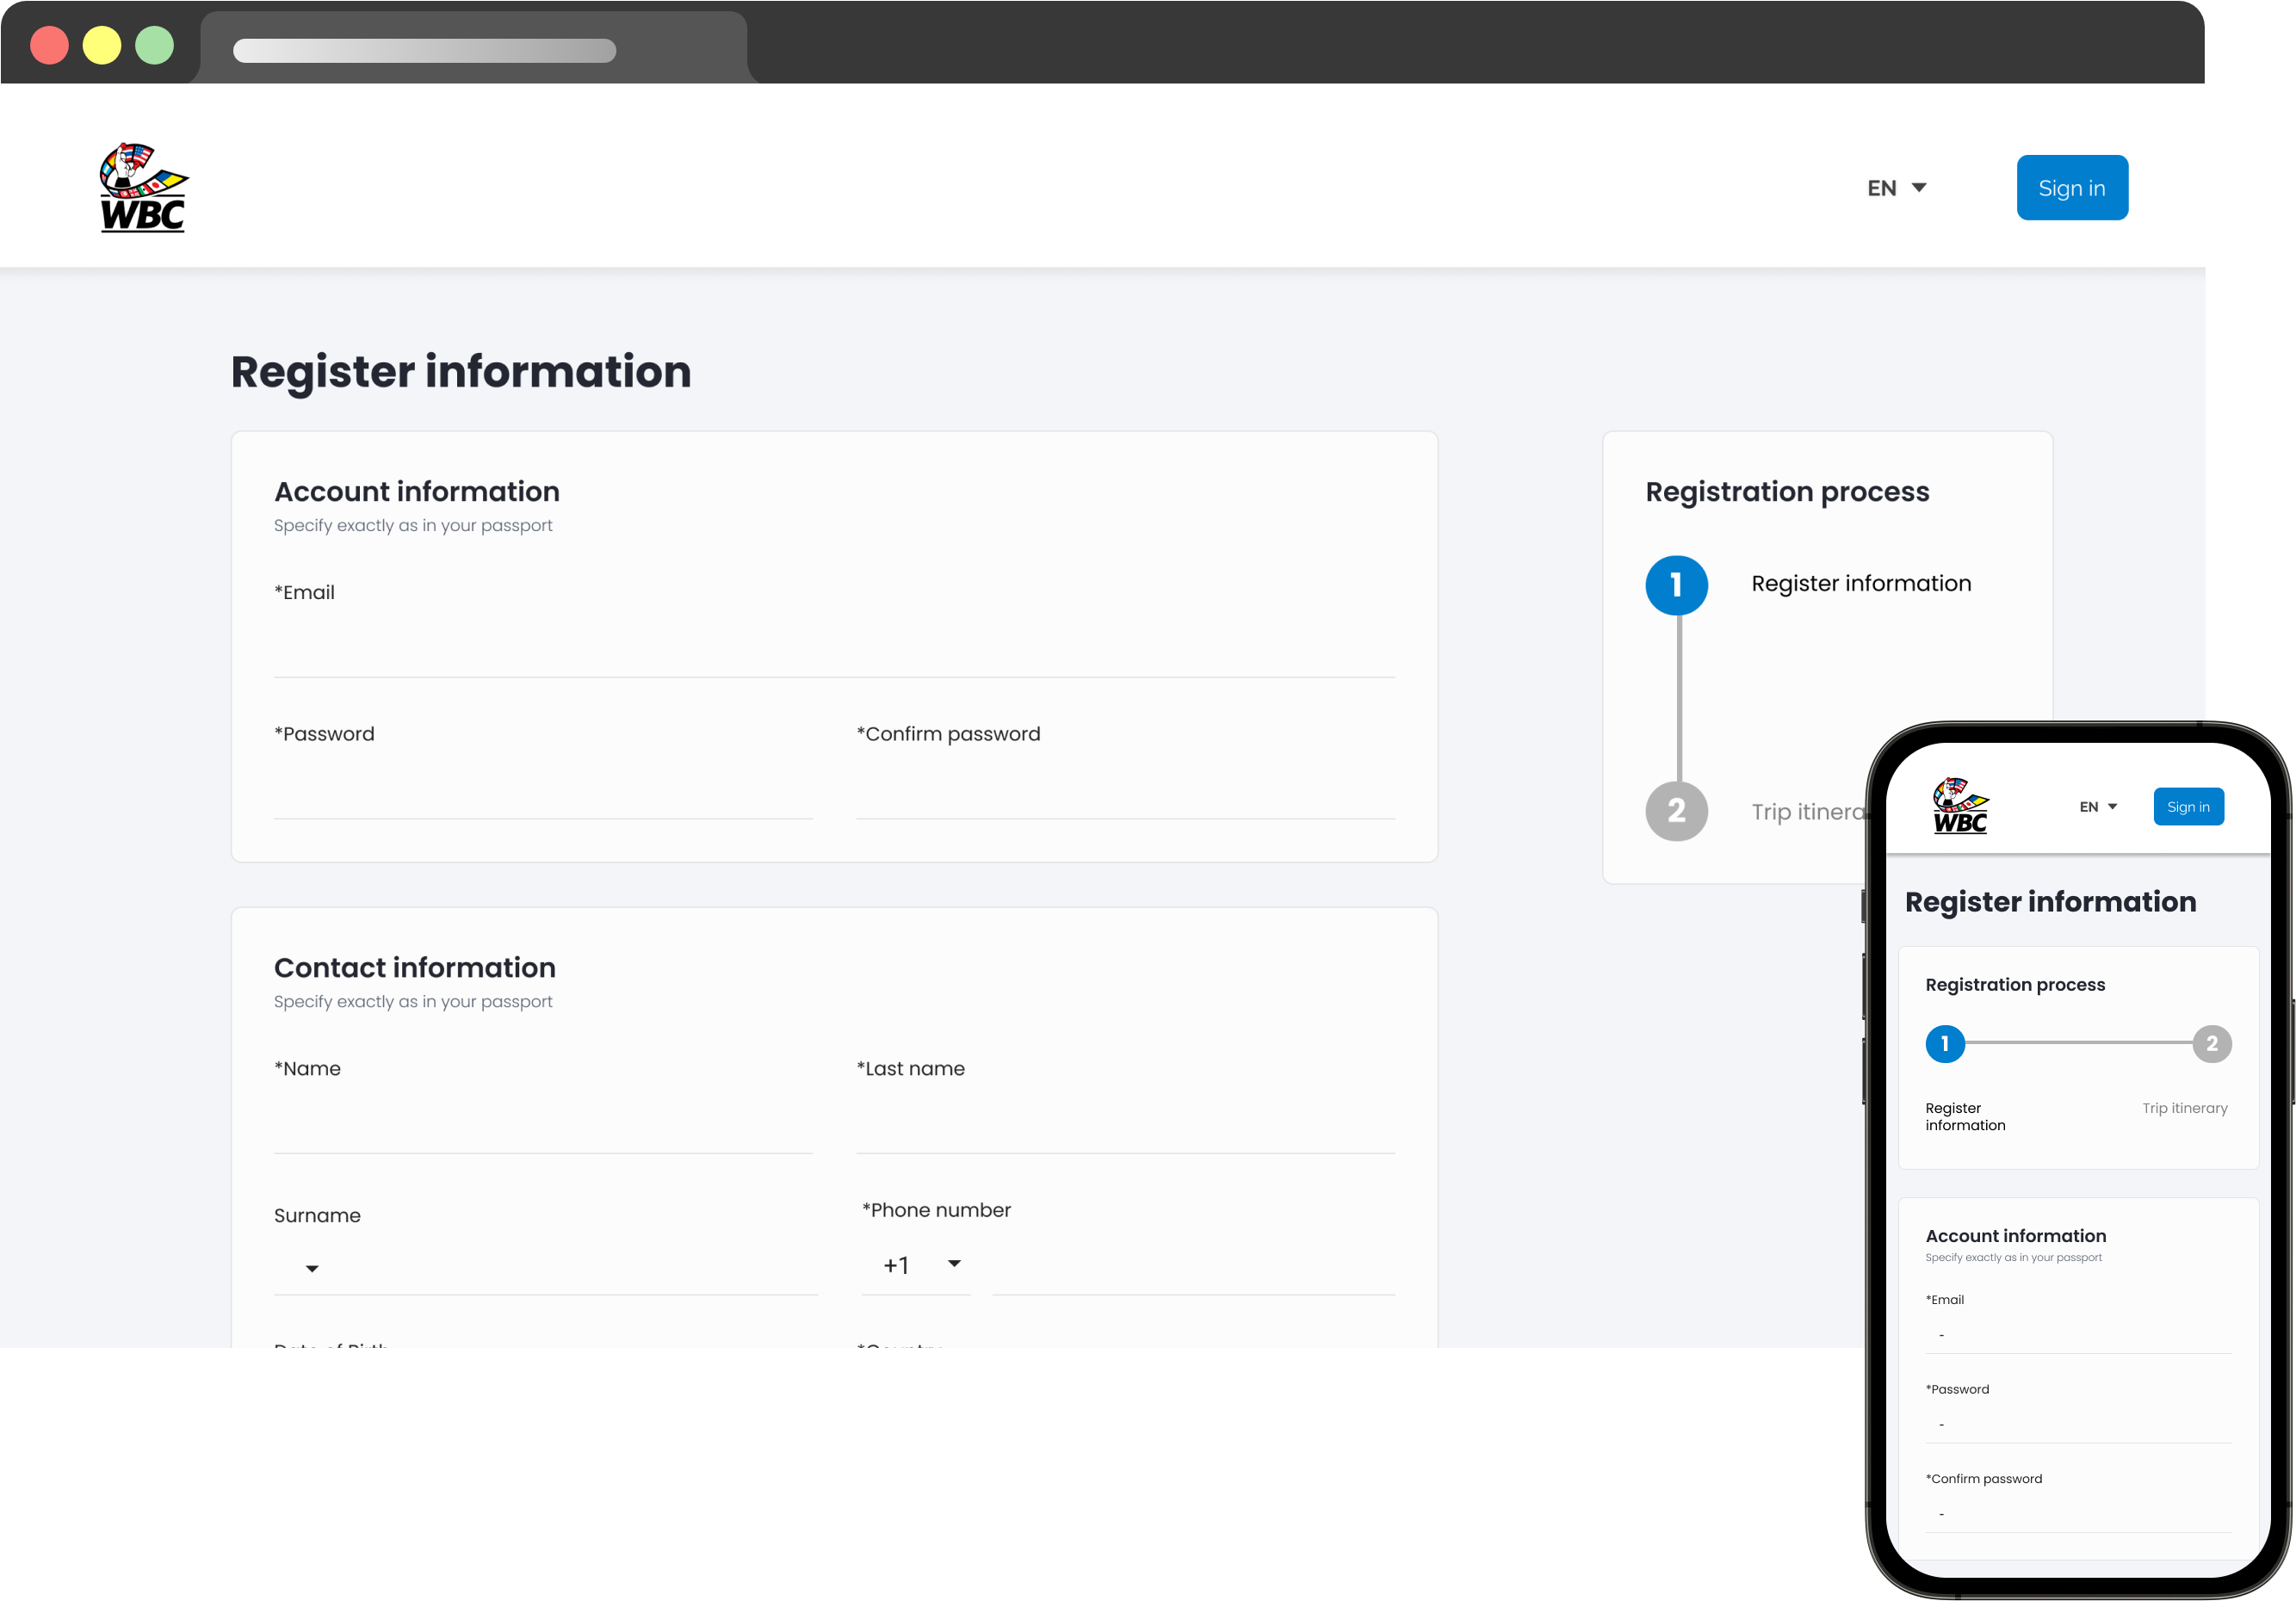 WBC
EN
Sign in
Register information
Account information
Specify exactly as in your passport
*Email
*Password
*Confirm password
Contact information
Specify exactly as in your passport
*Name
*Last name
Surname
*Phone number
+1
Registration process
1
Register information
2
Trip itinera
WBC
EN
Sign in
Register information
Registration process
1
2
Register
information
Trip itinerary
Account information
Specify exactly as in your passport
*Email
-
*Password
-
*Confirm password
-